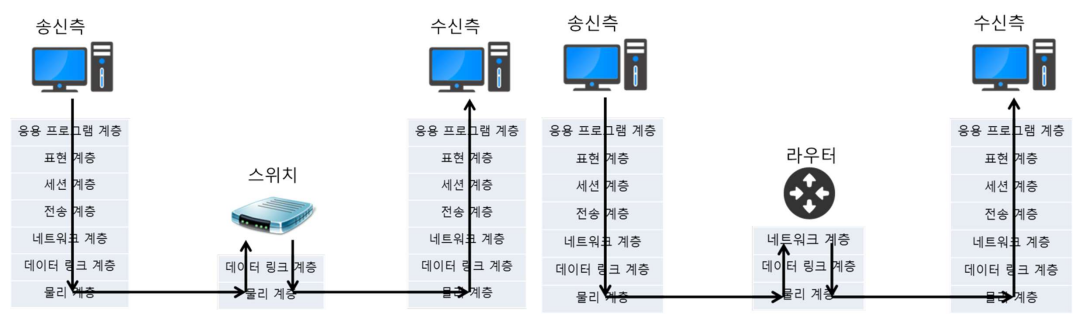 송신측
응용 프로그램 계층
표현 계층
세션 계층
전송 계층
네트워크 계층
데이터 링크 계층
물리 계층
스위치
데이터 링크 계층
물리 계층
수신측
응용 프로그램 계층
표현 계층
세션 계층
전송 계층
네트워크 계층
데이터 링크 계층
물리 계층
송신측
응용 프로그램 계층
표현 계층
세션 계층
전송 계층
네트워크 계층
데이터 링크 계층
물리 계층
라우터
네트워크 계층
데이터 링크 계층
물리 계층
수신측
응용 프로그램 계층
표현 계층
세션 계층
전송 계층
네트워크 계층
데이터 링크 계층
물리 계층